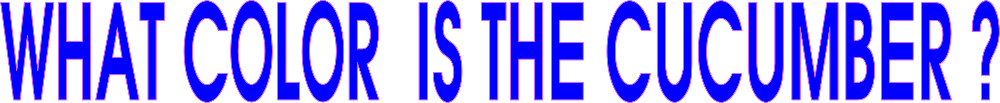 WHAT COLOR IS THE CUCUMBER ?